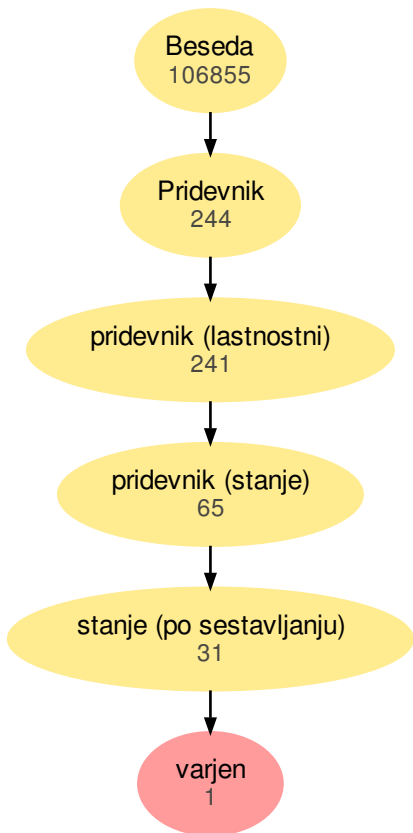 Beseda
106855
Pridevnik
244
pridevnik (lastnostni)
241
pridevnik (stanje)
65
stanje (po sestavljanju)
31
varjen
1